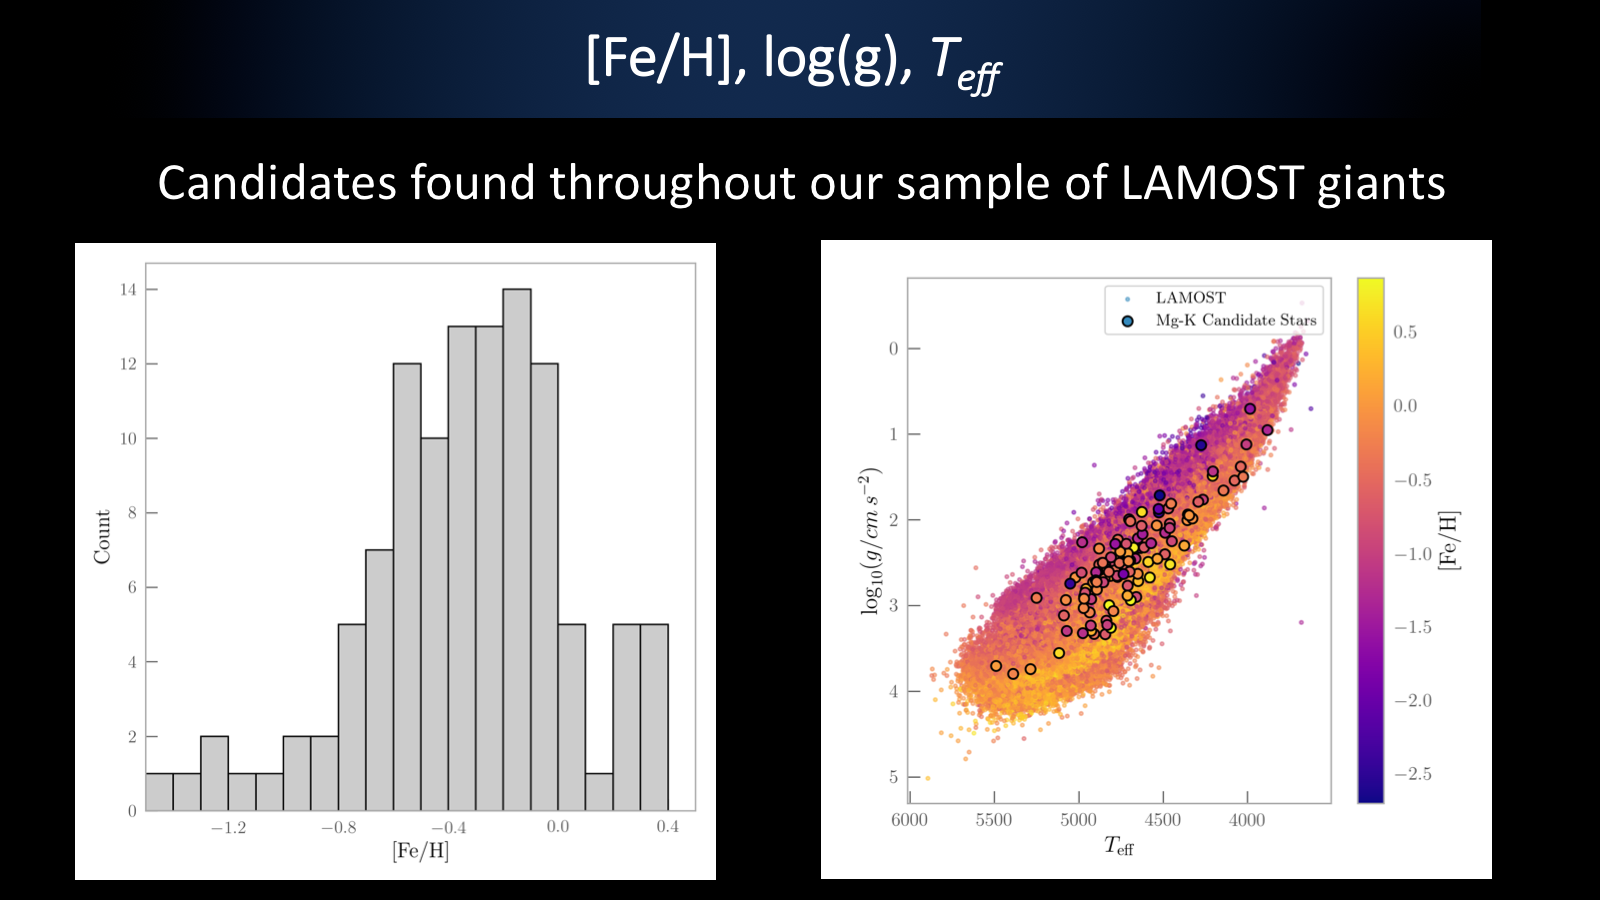 [Fe/H], log(g), T_eff
Candidates found throughout our sample of LAMOST giants
14
12
10
8
6
4
2
0
Count
−1.2 −0.8 −0.4 0.0 0.4
[Fe/H]
LAMOST
Mg-K Candidate Stars
0
1
2
3
4
5
log₁₀(g/cm s⁻²)
6000 5500 5000 4500 4000
T_eff
0.5
0.0
−0.5
−1.0
−1.5
−2.0
−2.5
[Fe/H]